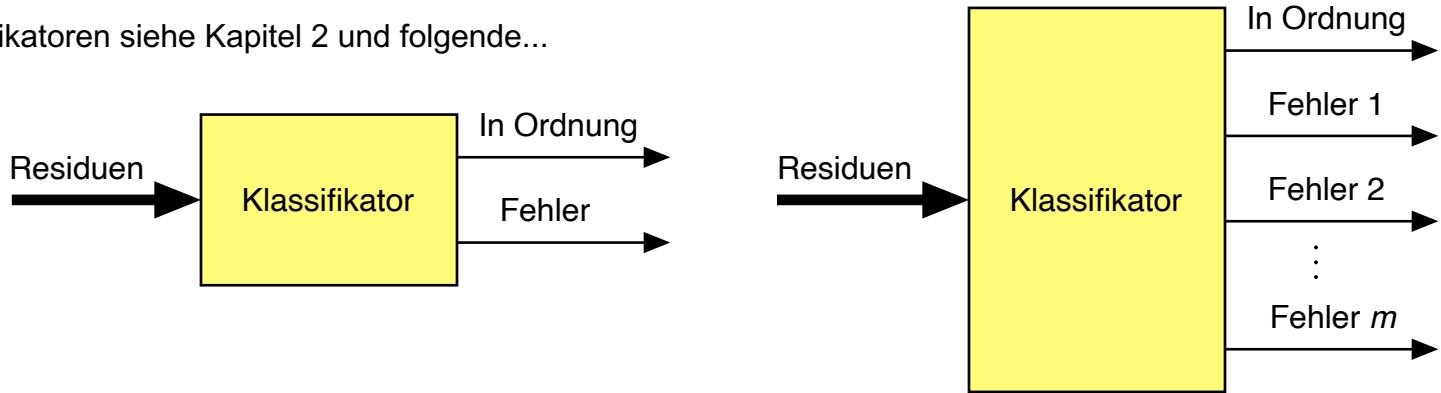 ikatoren siehe Kapitel 2 und folgende...
Residuen
Klassifikator
In Ordnung
Fehler
Residuen
Klassifikator
In Ordnung
Fehler 1
Fehler 2
⋮
Fehler m